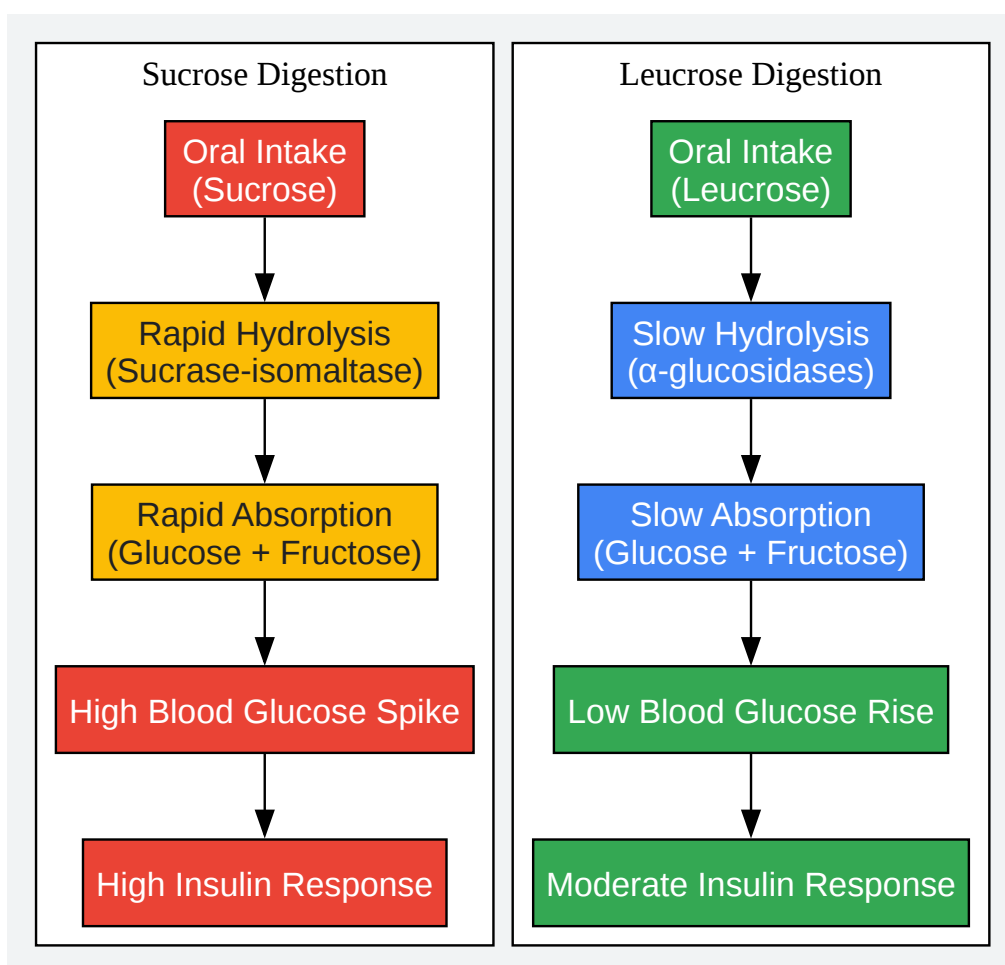 Sucrose Digestion
Oral Intake
(Sucrose)
Rapid Hydrolysis
(Sucrase-isomaltase)
Rapid Absorption
(Glucose + Fructose)
High Blood Glucose Spike
High Insulin Response
Leucrose Digestion
Oral Intake
(Leucrose)
Slow Hydrolysis
(α-glucosidases)
Slow Absorption
(Glucose + Fructose)
Low Blood Glucose Rise
Moderate Insulin Response